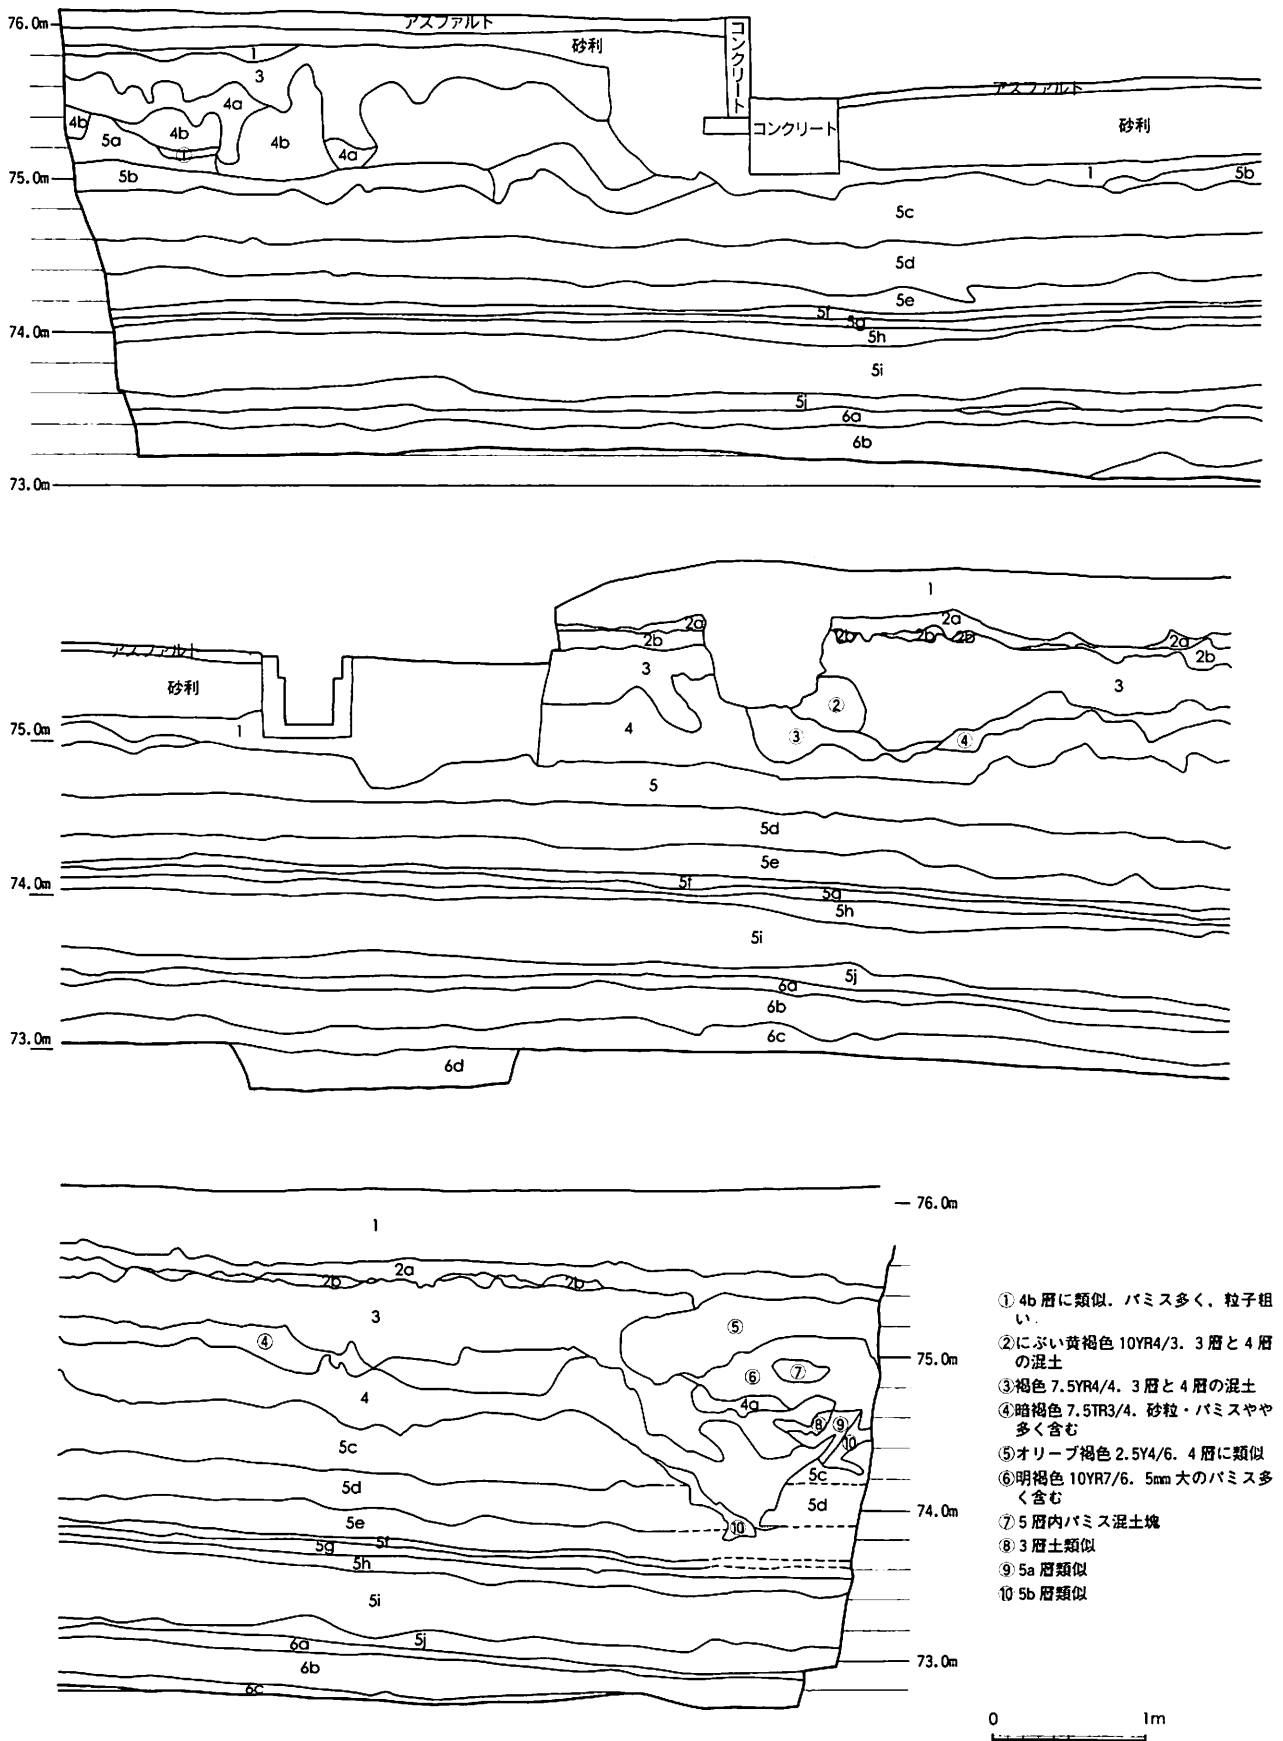 76.0m
アスファルト
砂利
コンクリート
コンクリート
アスファルト
砂利
1
3
4a
4b
4b
5a
①
4b
4a
75.0m
5b
1
5b
5c
5d
5e
5f
5g
74.0m
5h
5i
5j
6a
6b
73.0m
1
2a
2b
2a
2b
2b
2b
2a
2b
アスファルト
砂利
3
3
②
75.0m
1
4
③
④
5
5d
5e
74.0m
5f
5g
5h
5i
5j
6a
6b
73.0m
6c
6d
76.0m
1
2a
2b
2b
3
④
⑤
75.0m
⑥
⑦
4
4a
⑧
⑨
⑩
5c
5c
5d
5d
74.0m
5e
⑩
5f
5g
5h
5i
5j
6a
6b
73.0m
6c
① 4b 層に類似．パミス多く，粒子粗
い．
②にぶい黄褐色 10YR4/3．3 層と 4 層
の混土
③褐色 7.5YR4/4．3 層と 4 層の混土
④暗褐色 7.5TR3/4．砂粒・パミスやや
多く含む
⑤オリーブ褐色 2.5Y4/6．4 層に類似
⑥明褐色 10YR7/6．5mm 大のパミス多
く含む
⑦ 5 層内パミス混土塊
⑧ 3 層土類似
⑨ 5a 層類似
⑩ 5b 層類似
0 1m